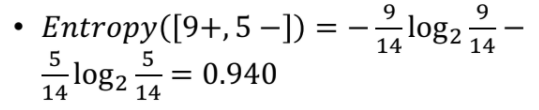 • Entropy([9+, 5 −]) = − 9/14 log₂ 9/14 −
5/14 log₂ 5/14 = 0.940